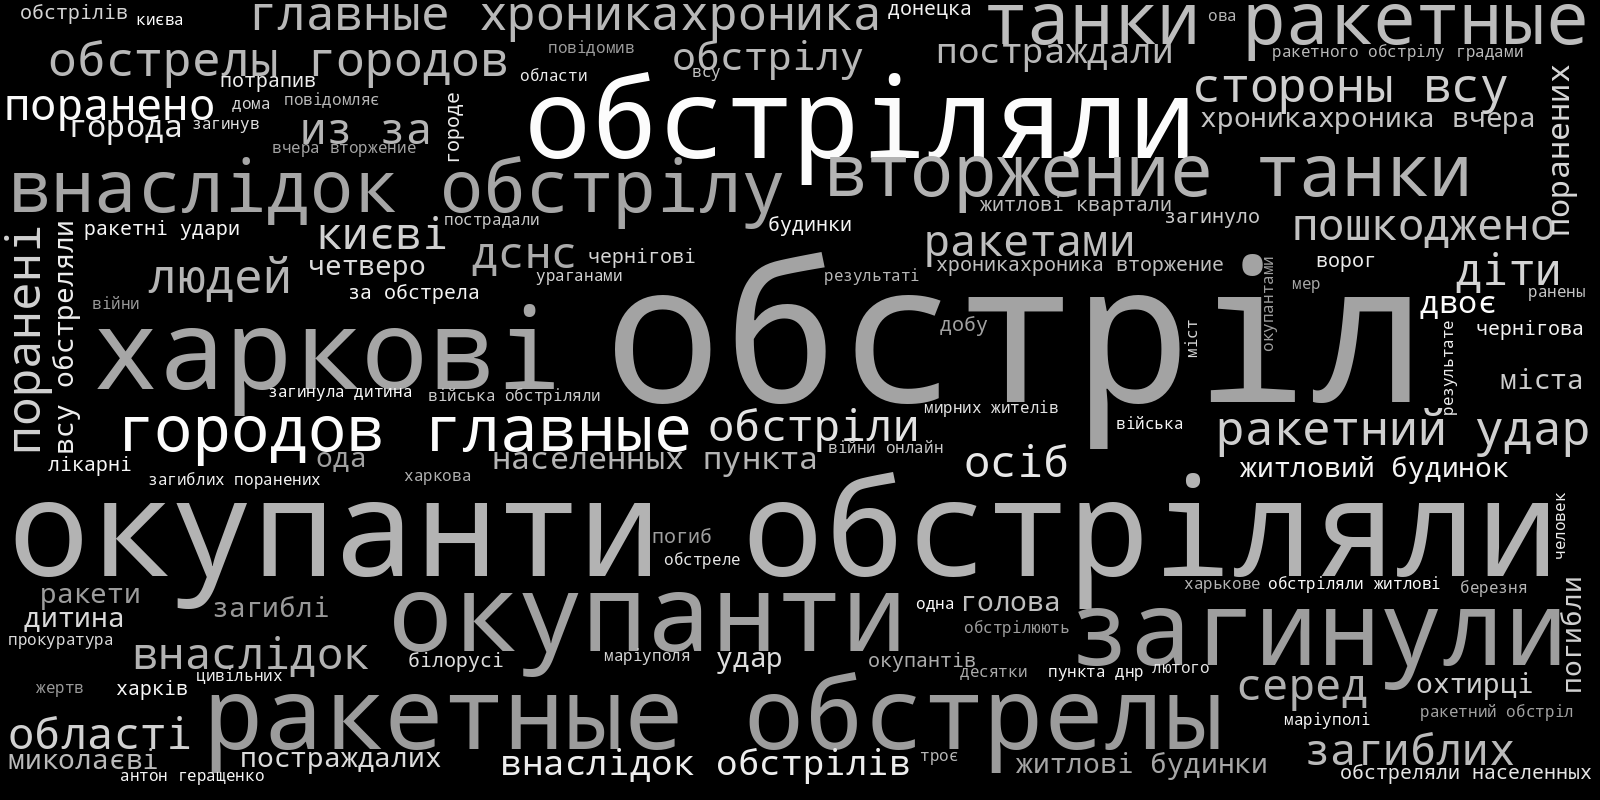 обстрілів
києва
главные хроникахроника
донецка
танки
ова
ракетные
обстрелы городов
повідомив
обстрілу
всу
пострaждали
ракетного обстрілу градами
потрапив
области
стороны всу
поранено
дома
повідомляє
города
загинув
из за
городе
обстріляли
хроникахроника вчера
поранених
вчера вторжение
внаслідок обстрілу
вторжение танки
житлові квартали
пострадали
загинуло
ракетні удари
києві
будинки
пошкоджено
поранені
всу обстреляли
дснс
чернігові
ракетами
людей
четверо
ураганами
результаті
хроникахроника вторжение
окупантами
ворог
діти
за обстрела
мер
ранены
війни
двоє
харкові
обстріл
добу
міст
результате
чернігова
загинула дитина
війська обстріляли
міста
городов главные
обстріли
мирних жителів
війська
ракетний удар
лікарні
ода
населенных пункта
війни онлайн
осіб
житловий будинок
загиблих поранених
харкова
окупанти обстріляли
человек
погиб
обстреле
харькове
обстріляли житлові
березня
ракети
загиблі
окупанти
одна
голова
загинули
погибли
дитина
обстрілюють
прокуратура
внаслідок
білорусі
маріуполя
удар
окупантів
десятки
пункта днр
лютого
жертв
харків
цивільних
ракетные обстрелы
серед
охтирці
маріуполі
ракетний обстріл
області
миколаєві
постраждалих
внаслідок обстрілів
троє
житлові будинки
загиблих
антон геращенко
обстреляли населенных